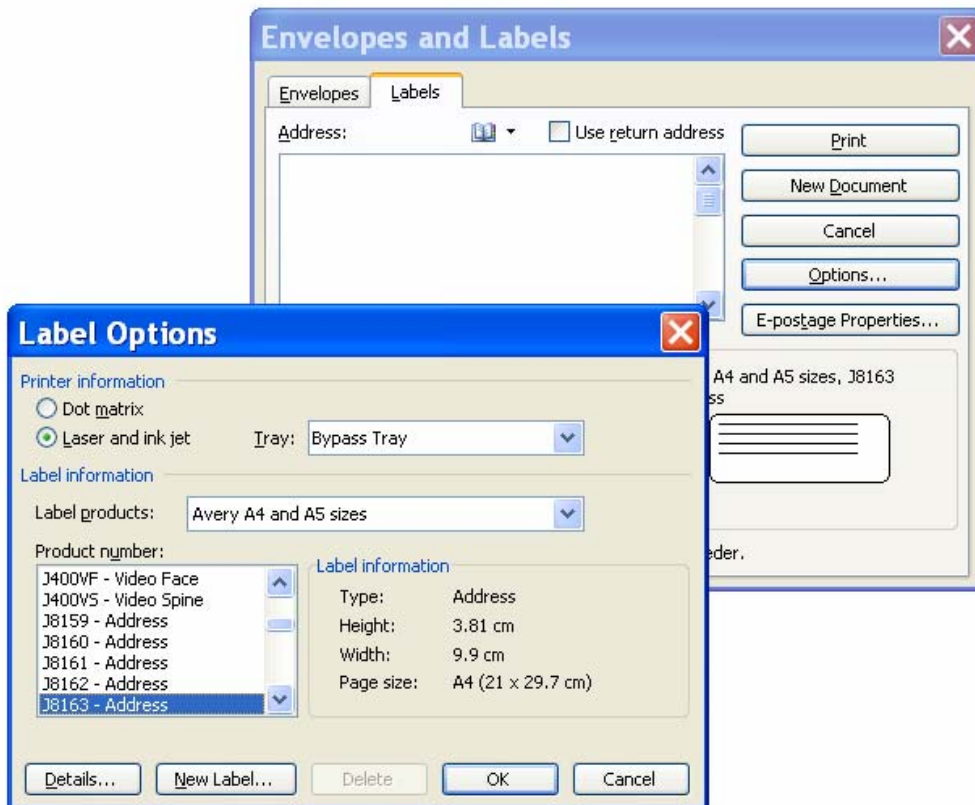 Envelopes and Labels
Envelopes
Labels
Address:
Use return address
Print
New Document
Cancel
Options...
E-postage Properties...
A4 and A5 sizes, J8163
Label Options
Printer information
Dot matrix
Laser and ink jet
Tray:
Bypass Tray
Label information
Label products:
Avery A4 and A5 sizes
Product number:
J400VF - Video Face
J400VS - Video Spine
J8159 - Address
J8160 - Address
J8161 - Address
J8162 - Address
J8163 - Address
Label information
Type: Address
Height: 3.81 cm
Width: 9.9 cm
Page size: A4 (21 x 29.7 cm)
Details...
New Label...
Delete
OK
Cancel